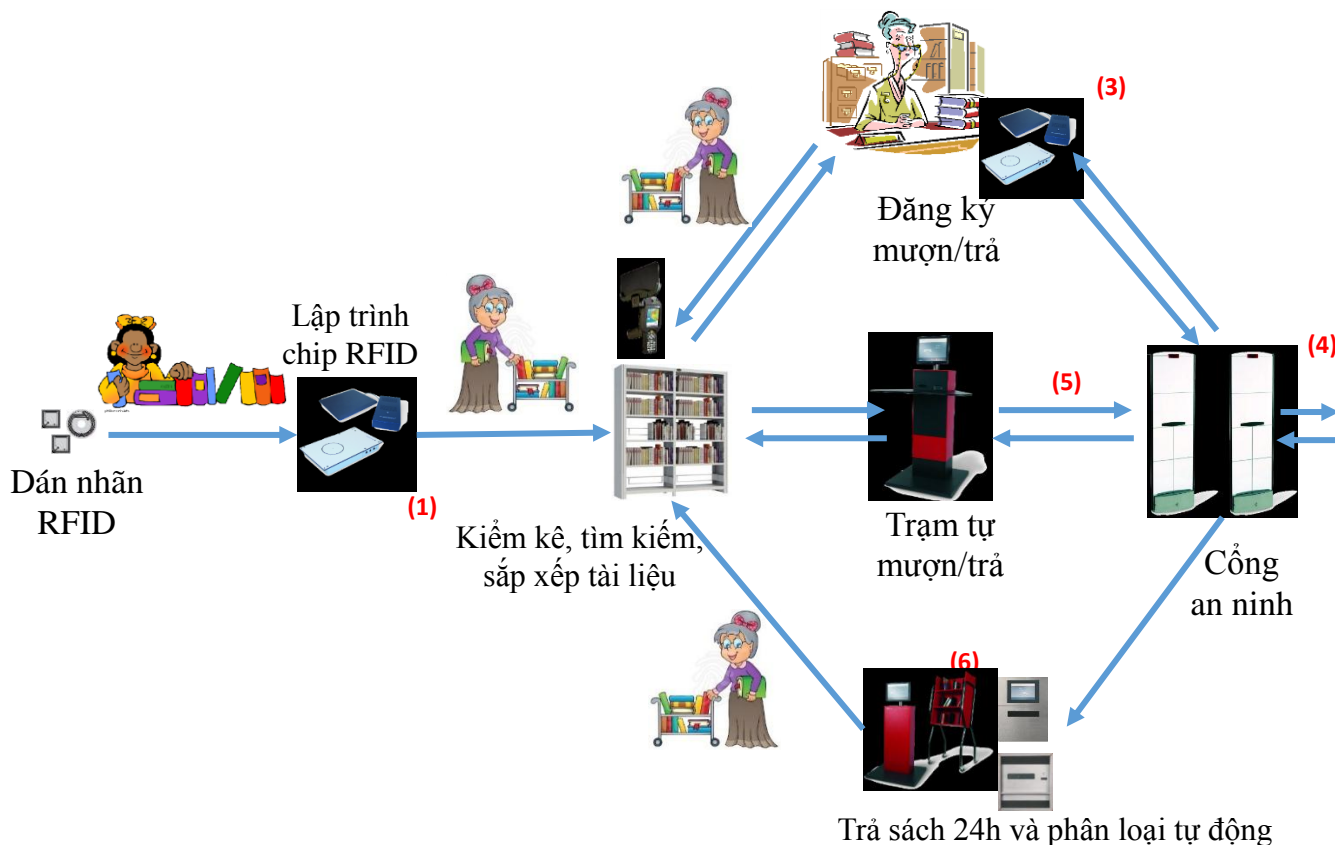 (3)
Đăng ký
mượn/trả
Lập trình
chip RFID
(4)
(5)
Dán nhãn
RFID
(1)
Kiểm kê, tìm kiếm,
sắp xếp tài liệu
Trạm tự
mượn/trả
Cổng
an ninh
(6)
Trả sách 24h và phân loại tự động